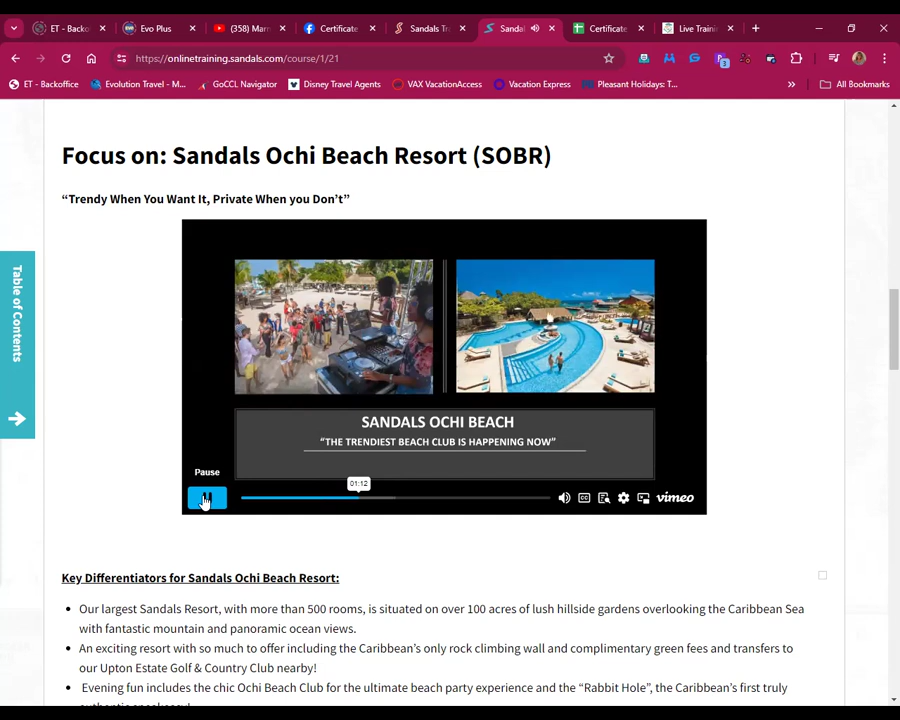 ET - Backo
Evo Plus
(358) Marr
Certificate
Sandals Tr
Sandal
Certificate
Live Trainin
https://onlinetraining.sandals.com/course/1/21
3
ET - Backoffice
Evolution Travel - M...
GoCCL Navigator
Disney Travel Agents
VAX VacationAccess
Vacation Express
Pleasant Holidays: T...
»
All Bookmarks
Focus on: Sandals Ochi Beach Resort (SOBR)
“Trendy When You Want It, Private When you Don’t”
Table of Contents
SANDALS OCHI BEACH
“THE TRENDIEST BEACH CLUB IS HAPPENING NOW”
Pause
01:12
CC
vimeo
Key Differentiators for Sandals Ochi Beach Resort:
Our largest Sandals Resort, with more than 500 rooms, is situated on over 100 acres of lush hillside gardens overlooking the Caribbean Sea
with fantastic mountain and panoramic ocean views.
An exciting resort with so much to offer including the Caribbean’s only rock climbing wall and complimentary green fees and transfers to
our Upton Estate Golf & Country Club nearby!
Evening fun includes the chic Ochi Beach Club for the ultimate beach party experience and the “Rabbit Hole”, the Caribbean’s first truly
authentic speakeasy!